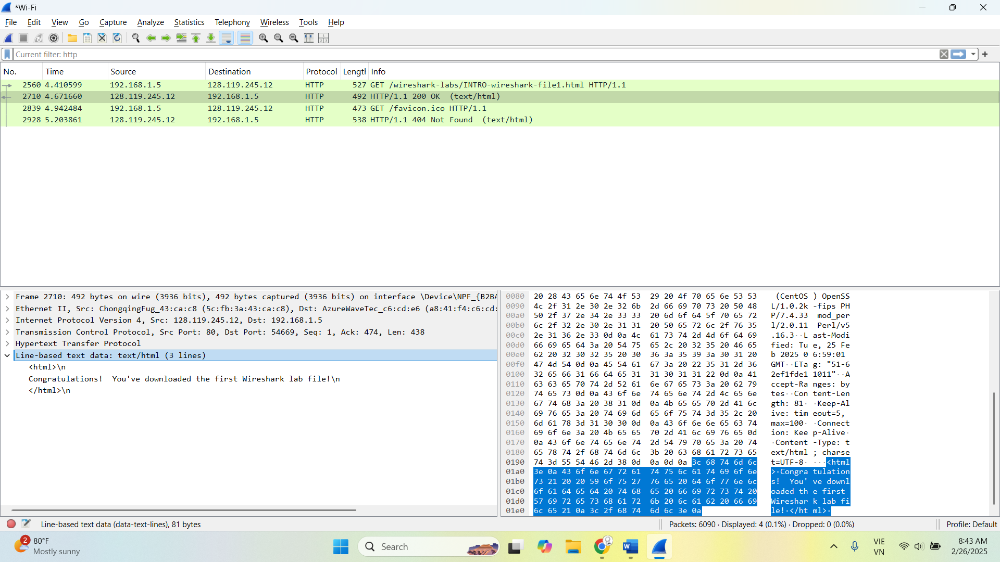 *Wi-Fi
File Edit View Go Capture Analyze Statistics Telephony Wireless Tools Help
Current filter: http
No. Time Source Destination Protocol Length Info
2560 4.410599 192.168.1.5 128.119.245.12 HTTP 527 GET /wireshark-labs/INTRO-wireshark-file1.html HTTP/1.1
2710 4.671660 128.119.245.12 192.168.1.5 HTTP 492 HTTP/1.1 200 OK (text/html)
2839 4.942484 192.168.1.5 128.119.245.12 HTTP 473 GET /favicon.ico HTTP/1.1
2928 5.203861 128.119.245.12 192.168.1.5 HTTP 538 HTTP/1.1 404 Not Found (text/html)
Frame 2710: 492 bytes on wire (3936 bits), 492 bytes captured (3936 bits) on interface \Device\NPF_{B2BA
Ethernet II, Src: ChongqingFug_43:ca:c8 (5c:fb:3a:43:ca:c8), Dst: AzureWaveTec_c6:cd:e6 (a8:41:f4:c6:cd:
Internet Protocol Version 4, Src: 128.119.245.12, Dst: 192.168.1.5
Transmission Control Protocol, Src Port: 80, Dst Port: 54669, Seq: 1, Ack: 474, Len: 438
Hypertext Transfer Protocol
Line-based text data: text/html (3 lines)
<html>\n
Congratulations!  You've downloaded the first Wireshark lab file!\n
</html>\n
0080 20 28 43 65 6e 74 4f 53 29 20 4f 70 65 6e 53 53 (CentOS ) OpenSS
0090 4c 2f 31 2e 30 2e 32 6b 2d 66 69 70 73 20 50 48 L/1.0.2k -fips PH
00a0 50 2f 37 2e 34 2e 33 33 20 6d 6f 64 5f 70 65 72 P/7.4.33 mod_per
00b0 6c 2f 32 2e 30 2e 31 31 20 50 65 72 6c 2f 76 35 l/2.0.11 Perl/v5
00c0 2e 31 36 2e 33 0d 0a 4c 61 73 74 2d 4d 6f 64 69 .16.3··L ast-Modi
00d0 66 69 65 64 3a 20 54 75 65 2c 20 32 35 20 46 65 fied: Tu e, 25 Fe
00e0 62 20 32 30 32 35 20 30 36 3a 35 39 3a 30 31 20 b 2025 0 6:59:01
00f0 47 4d 54 0d 0a 45 54 61 67 3a 20 22 35 31 2d 36 GMT··ETa g: "51-6
0100 32 65 66 31 66 64 65 31 31 30 31 31 22 0d 0a 41 2ef1fde1 11011"··A
0110 63 63 65 70 74 2d 52 61 6e 67 65 73 3a 20 62 79 ccept-Ra nges: by
0120 74 65 73 0d 0a 43 6f 6e 74 65 6e 74 2d 4c 65 6e tes··Con tent-Len
0130 67 74 68 3a 20 38 31 0d 0a 4b 65 65 70 2d 41 6c gth: 81· ·Keep-Al
0140 69 76 65 3a 20 74 69 6d 65 6f 75 74 3d 35 2c 20 ive: tim eout=5,
0150 6d 61 78 3d 31 30 30 0d 0a 43 6f 6e 6e 65 63 74 max=100· ·Connect
0160 69 6f 6e 3a 20 4b 65 65 70 2d 41 6c 69 76 65 0d ion: Kee p-Alive·
0170 0a 43 6f 6e 74 65 6e 74 2d 54 79 70 65 3a 20 74 ·Content -Type: t
0180 65 78 74 2f 68 74 6d 6c 3b 20 63 68 61 72 73 65 ext/html ; charse
0190 74 3d 55 54 46 2d 38 0d 0a 0d 0a 3c 68 74 6d 6c t=UTF-8· ···<html
01a0 3e 0a 43 6f 6e 67 72 61 74 75 6c 61 74 69 6f 6e >·Congra tulation
01b0 73 21 20 20 59 6f 75 27 76 65 20 64 6f 77 6e 6c s!  You' ve downl
01c0 6f 61 64 65 64 20 74 68 65 20 66 69 72 73 74 20 oaded th e first
01d0 57 69 72 65 73 68 61 72 6b 20 6c 61 62 20 66 69 Wireshar k lab fi
01e0 6c 65 21 0a 3c 2f 68 74 6d 6c 3e 0a le!·</ht ml>·
Line-based text data (data-text-lines), 81 bytes
Packets: 6090 · Displayed: 4 (0.1%) · Dropped: 0 (0.0%)
Profile: Default
2
80°F
Mostly sunny
Search
VIE
VN
8:43 AM
2/26/2025